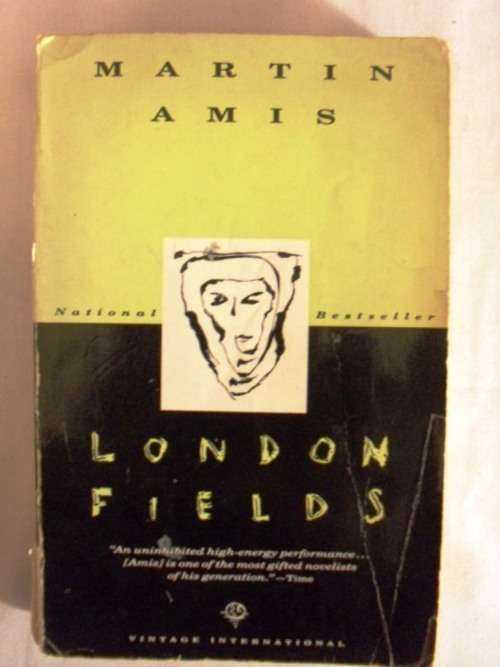 MARTIN
AMIS
National Bestseller
LONDON
FIELDS
"An uninhibited high-energy performance...
[Amis] is one of the most gifted novelists
of his generation."—Time
VINTAGE INTERNATIONAL